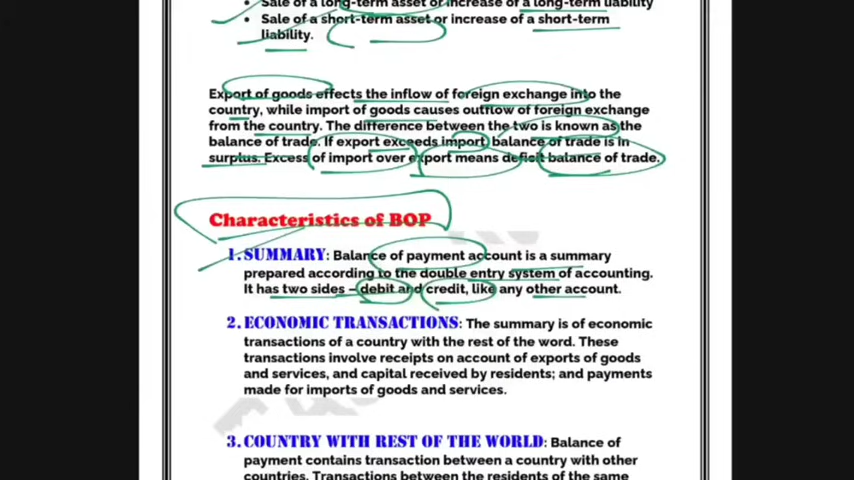 • Sale of a long-term asset or increase of a long-term liability
• Sale of a short-term asset or increase of a short-term
liability.
Export of goods effects the inflow of foreign exchange into the
country, while import of goods causes outflow of foreign exchange
from the country. The difference between the two is known as the
balance of trade. If export exceeds import, balance of trade is in
surplus. Excess of import over export means deficit balance of trade.
Characteristics of BOP
1. SUMMARY: Balance of payment account is a summary
prepared according to the double entry system of accounting.
It has two sides – debit and credit, like any other account.
2. ECONOMIC TRANSACTIONS: The summary is of economic
transactions of a country with the rest of the word. These
transactions involve receipts on account of exports of goods
and services, and capital received by residents; and payments
made for imports of goods and services.
3. COUNTRY WITH REST OF THE WORLD: Balance of
payment contains transaction between a country with other
countries. Transactions between the residents of the same